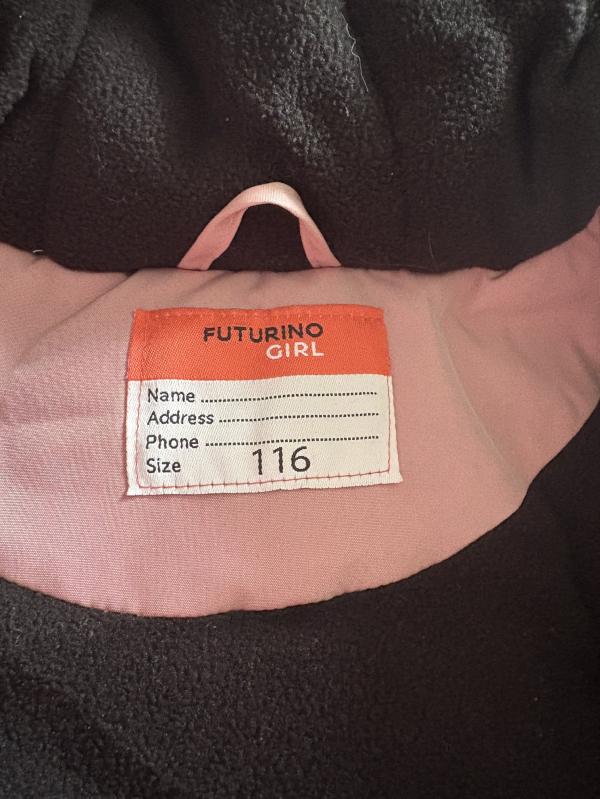 FUTURINO
GIRL
Name
Address
Phone
Size 116